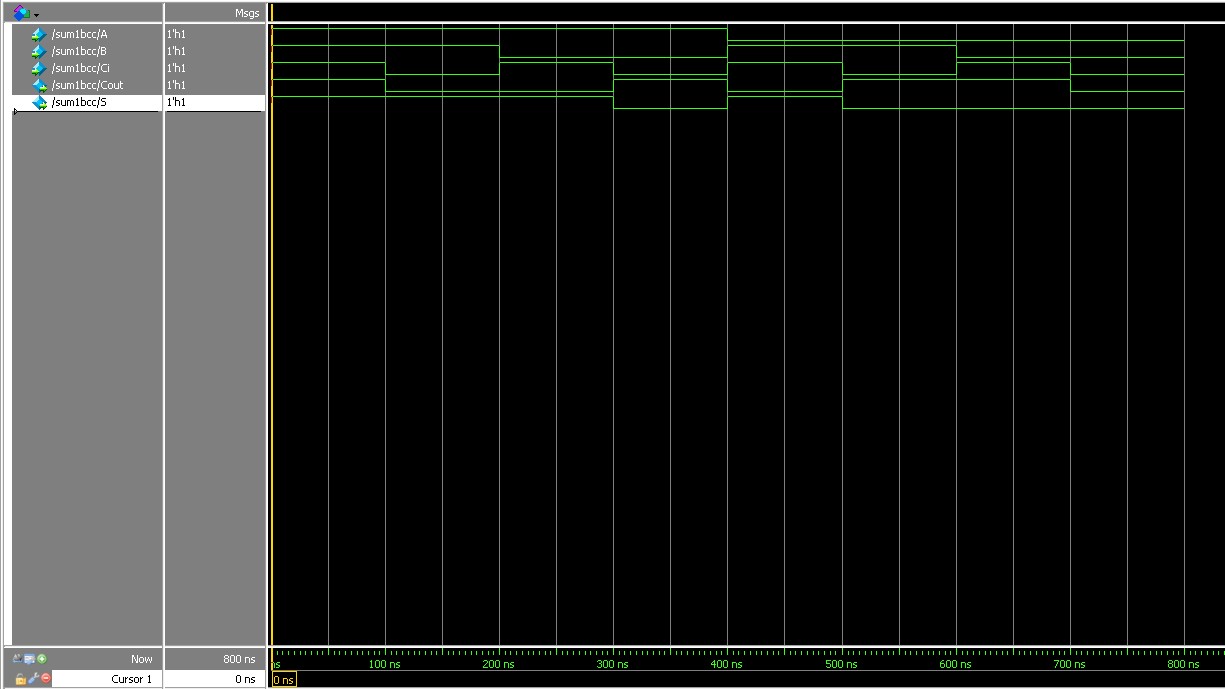 Msgs
/sum1bcc/A 1'h1
/sum1bcc/B 1'h1
/sum1bcc/Ci 1'h1
/sum1bcc/Cout 1'h1
/sum1bcc/S 1'h1
Now 800 ns ns 100 ns 200 ns 300 ns 400 ns 500 ns 600 ns 700 ns 800 ns
Cursor 1 0 ns 0 ns